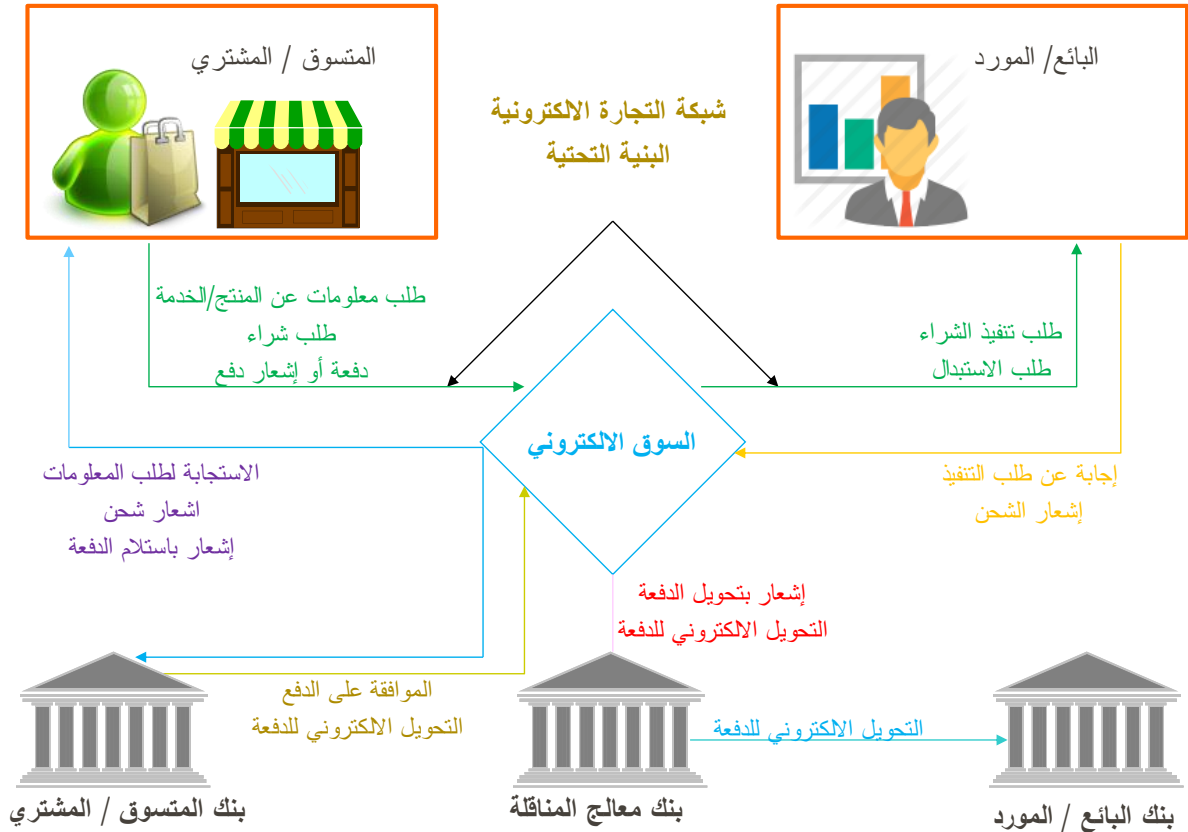 البائع/ المورد
المتسوق / المشتري
شبكة التجارة الالكترونية
البنية التحتية
طلب معلومات عن المنتج/الخدمة
طلب شراء
دفعة أو إشعار دفع
طلب تنفيذ الشراء
طلب الاستبدال
السوق الالكتروني
إجابة عن طلب التنفيذ
إشعار الشحن
الاستجابة لطلب المعلومات
اشعار شحن
إشعار باستلام الدفعة
إشعار بتحويل الدفعة
التحويل الالكتروني للدفعة
الموافقة على الدفع
التحويل الالكتروني للدفعة
التحويل الالكتروني للدفعة
بنك البائع / المورد
بنك معالج المناقلة
بنك المتسوق / المشتري